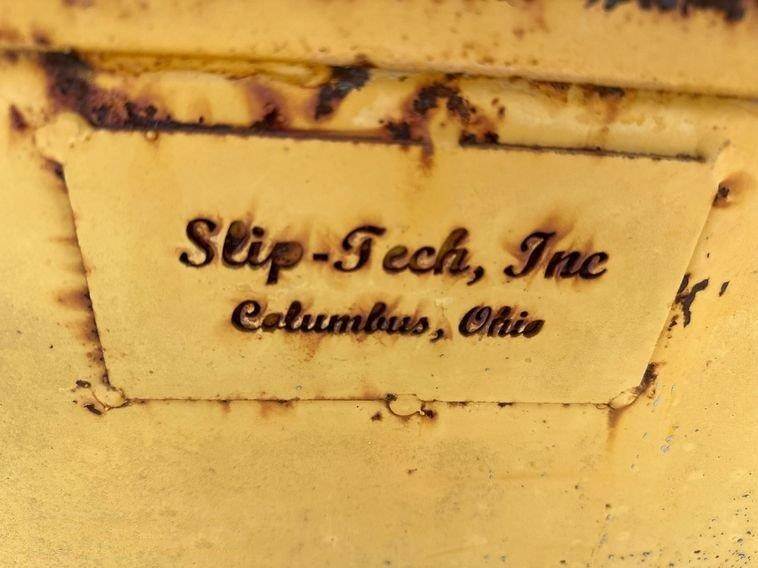 Slip-Tech, Inc
Columbus, Ohio